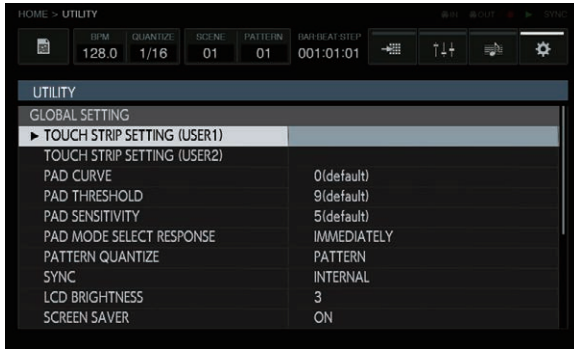 HOME > UTILITY
IN OUT SYNC
BPM QUANTIZE SCENE PATTERN BAR:BEAT:STEP
128.0 1/16 01 01 001:01:01
UTILITY
GLOBAL SETTING
► TOUCH STRIP SETTING (USER1)
TOUCH STRIP SETTING (USER2)
PAD CURVE 0(default)
PAD THRESHOLD 9(default)
PAD SENSITIVITY 5(default)
PAD MODE SELECT RESPONSE IMMEDIATELY
PATTERN QUANTIZE PATTERN
SYNC INTERNAL
LCD BRIGHTNESS 3
SCREEN SAVER ON